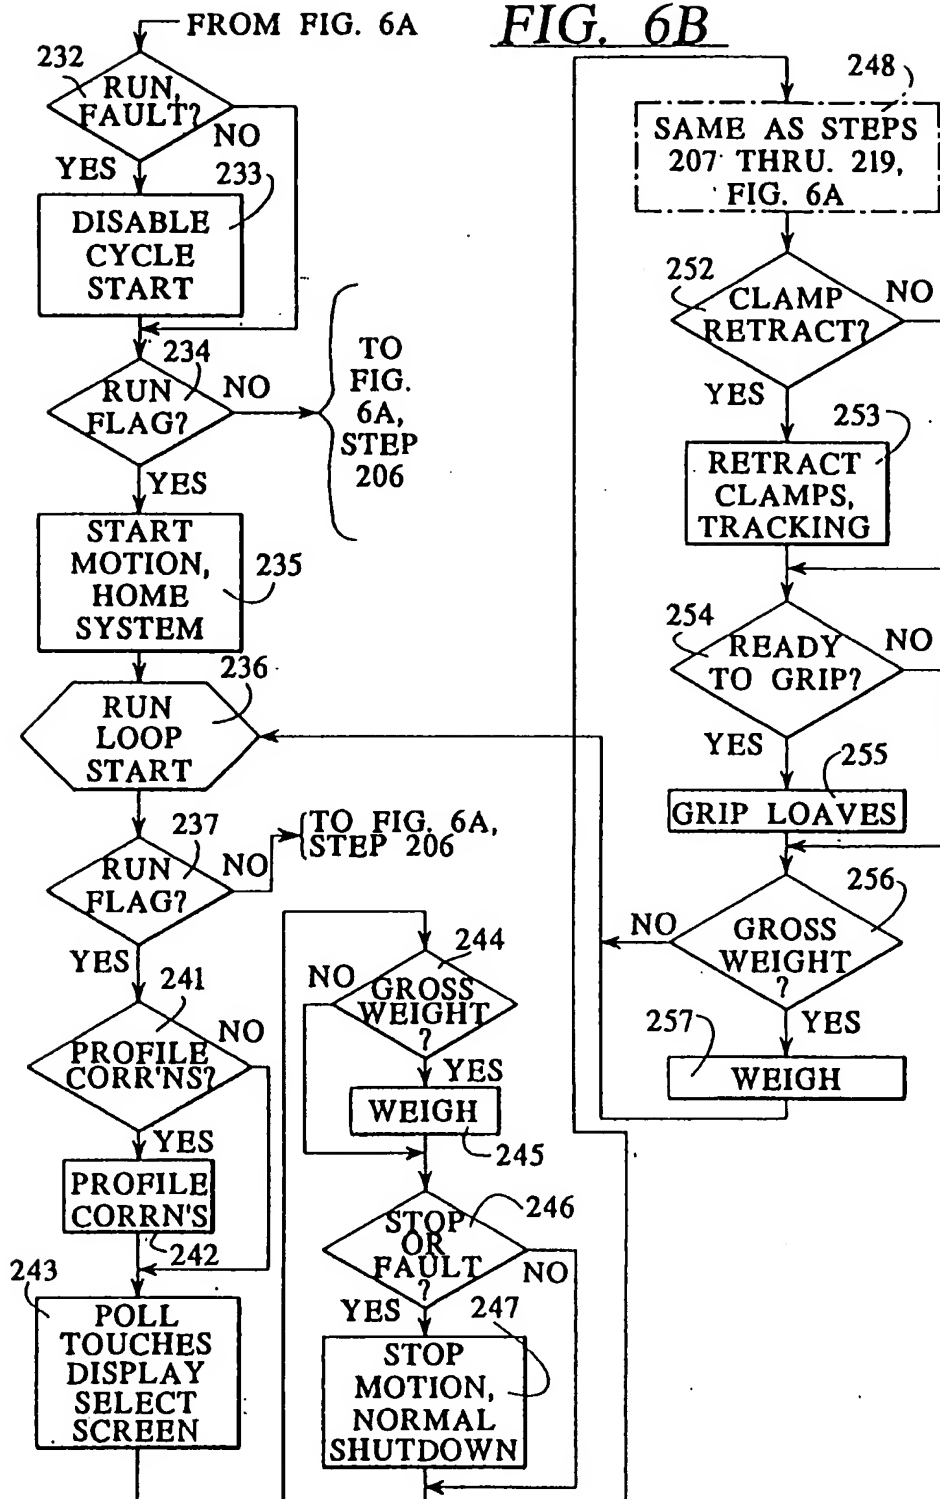 FROM FIG. 6A
FIG. 6B
232
RUN,
FAULT?
NO
YES
233
DISABLE
CYCLE
START
234
RUN
FLAG?
NO
TO
FIG.
6A,
STEP
206
YES
START
MOTION,
HOME
SYSTEM
235
236
RUN
LOOP
START
237
RUN
FLAG?
NO
TO FIG. 6A,
STEP 206
YES
241
PROFILE
CORR'NS?
NO
YES
PROFILE
CORRN'S
242
243
POLL
TOUCHES
DISPLAY
SELECT
SCREEN
244
NO
GROSS
WEIGHT
?
YES
WEIGH
245
246
STOP
OR
FAULT
?
NO
YES
247
STOP
MOTION,
NORMAL
SHUTDOWN
248
SAME AS STEPS
207 THRU. 219,
FIG. 6A
252
CLAMP
RETRACT?
NO
YES
253
RETRACT
CLAMPS,
TRACKING
254
READY
TO GRIP?
NO
YES
255
GRIP LOAVES
256
NO
GROSS
WEIGHT
?
YES
257
WEIGH